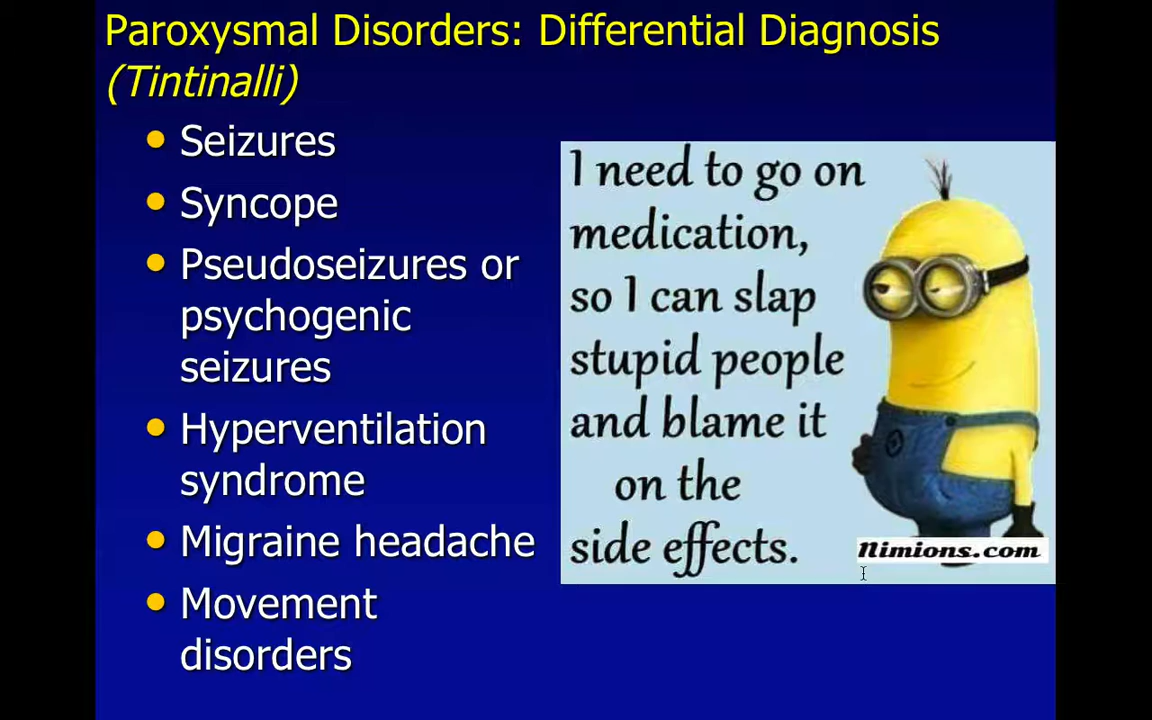 Paroxysmal Disorders: Differential Diagnosis
(Tintinalli)
• Seizures
• Syncope
• Pseudoseizures or
psychogenic
seizures
• Hyperventilation
syndrome
• Migraine headache
• Movement
disorders
I need to go on
medication,
so I can slap
stupid people
and blame it
on the
side effects.
Nimions.com